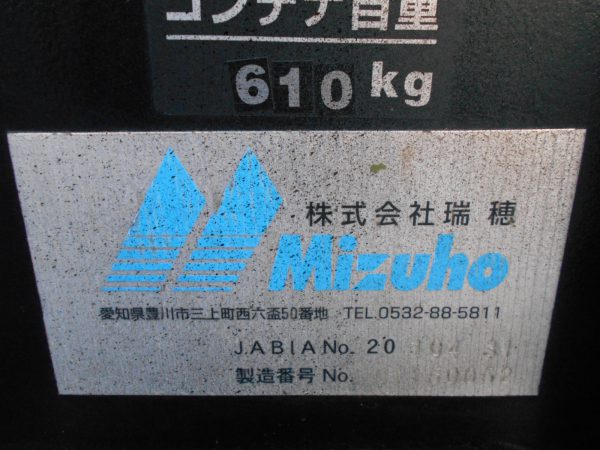 コンテナ自重
610kg
株式会社瑞穂
Mizuho
愛知県豊川市三上町西六盃50番地 TEL.0532-88-5811
J.ABIA No. 20
製造番号 No.